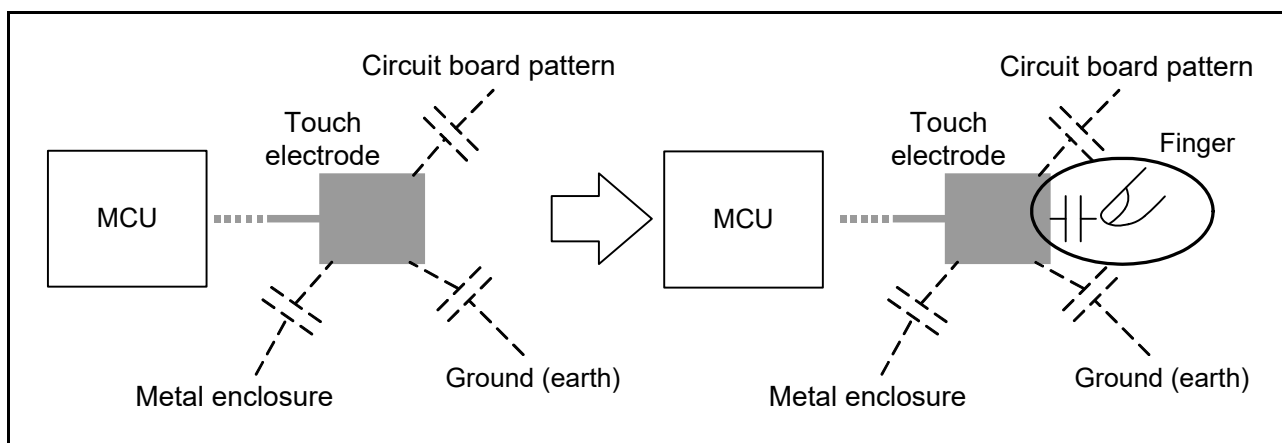 Circuit board pattern
Touch
electrode
MCU
Metal enclosure
Ground (earth)
Circuit board pattern
Touch
electrode
Finger
MCU
Metal enclosure
Ground (earth)